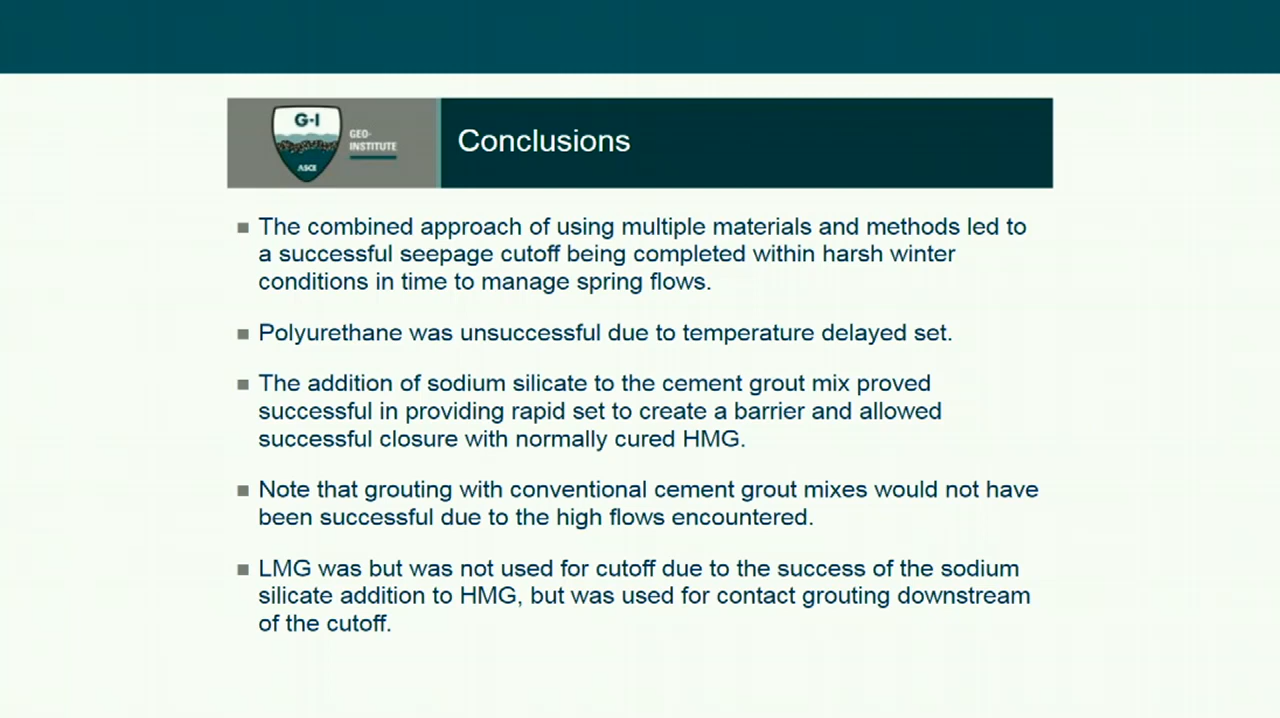 G-I
GEO-
INSTITUTE
ASCE
Conclusions
The combined approach of using multiple materials and methods led to
a successful seepage cutoff being completed within harsh winter
conditions in time to manage spring flows.
Polyurethane was unsuccessful due to temperature delayed set.
The addition of sodium silicate to the cement grout mix proved
successful in providing rapid set to create a barrier and allowed
successful closure with normally cured HMG.
Note that grouting with conventional cement grout mixes would not have
been successful due to the high flows encountered.
LMG was but was not used for cutoff due to the success of the sodium
silicate addition to HMG, but was used for contact grouting downstream
of the cutoff.